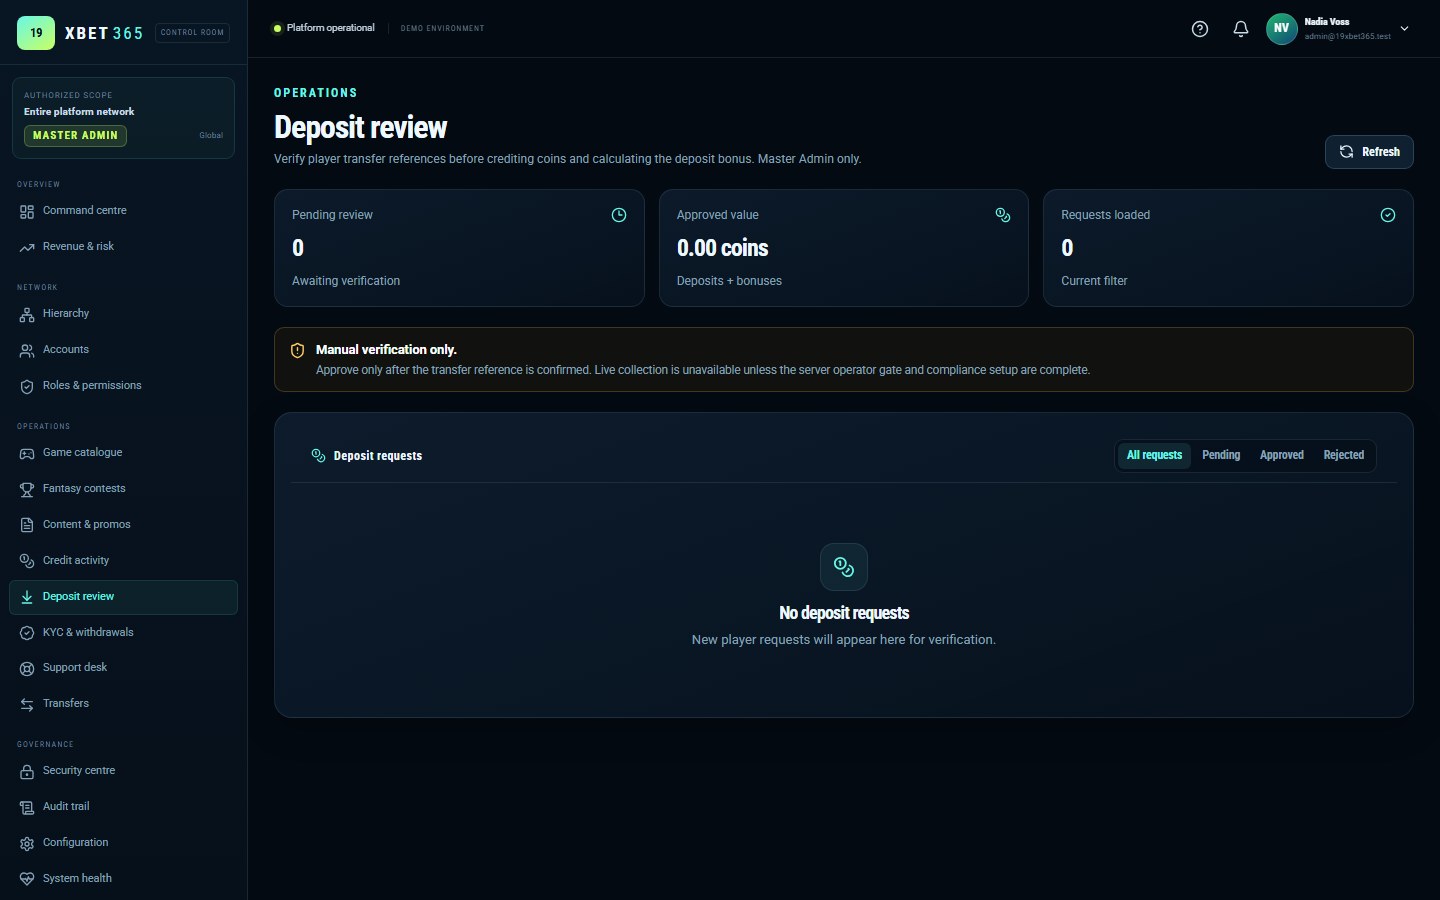 19 XBET 365 CONTROL ROOM
AUTHORIZED SCOPE
Entire platform network
MASTER ADMIN Global
OVERVIEW
Command centre
Revenue & risk
NETWORK
Hierarchy
Accounts
Roles & permissions
OPERATIONS
Game catalogue
Fantasy contests
Content & promos
Credit activity
Deposit review
KYC & withdrawals
Support desk
Transfers
GOVERNANCE
Security centre
Audit trail
Configuration
System health
Platform operational DEMO ENVIRONMENT
NV Nadia Voss
admin@19xbet365.test
OPERATIONS
Deposit review
Verify player transfer references before crediting coins and calculating the deposit bonus. Master Admin only.
Refresh
Pending review
0
Awaiting verification
Approved value
0.00 coins
Deposits + bonuses
Requests loaded
0
Current filter
Manual verification only.
Approve only after the transfer reference is confirmed. Live collection is unavailable unless the server operator gate and compliance setup are complete.
Deposit requests
All requests Pending Approved Rejected
No deposit requests
New player requests will appear here for verification.